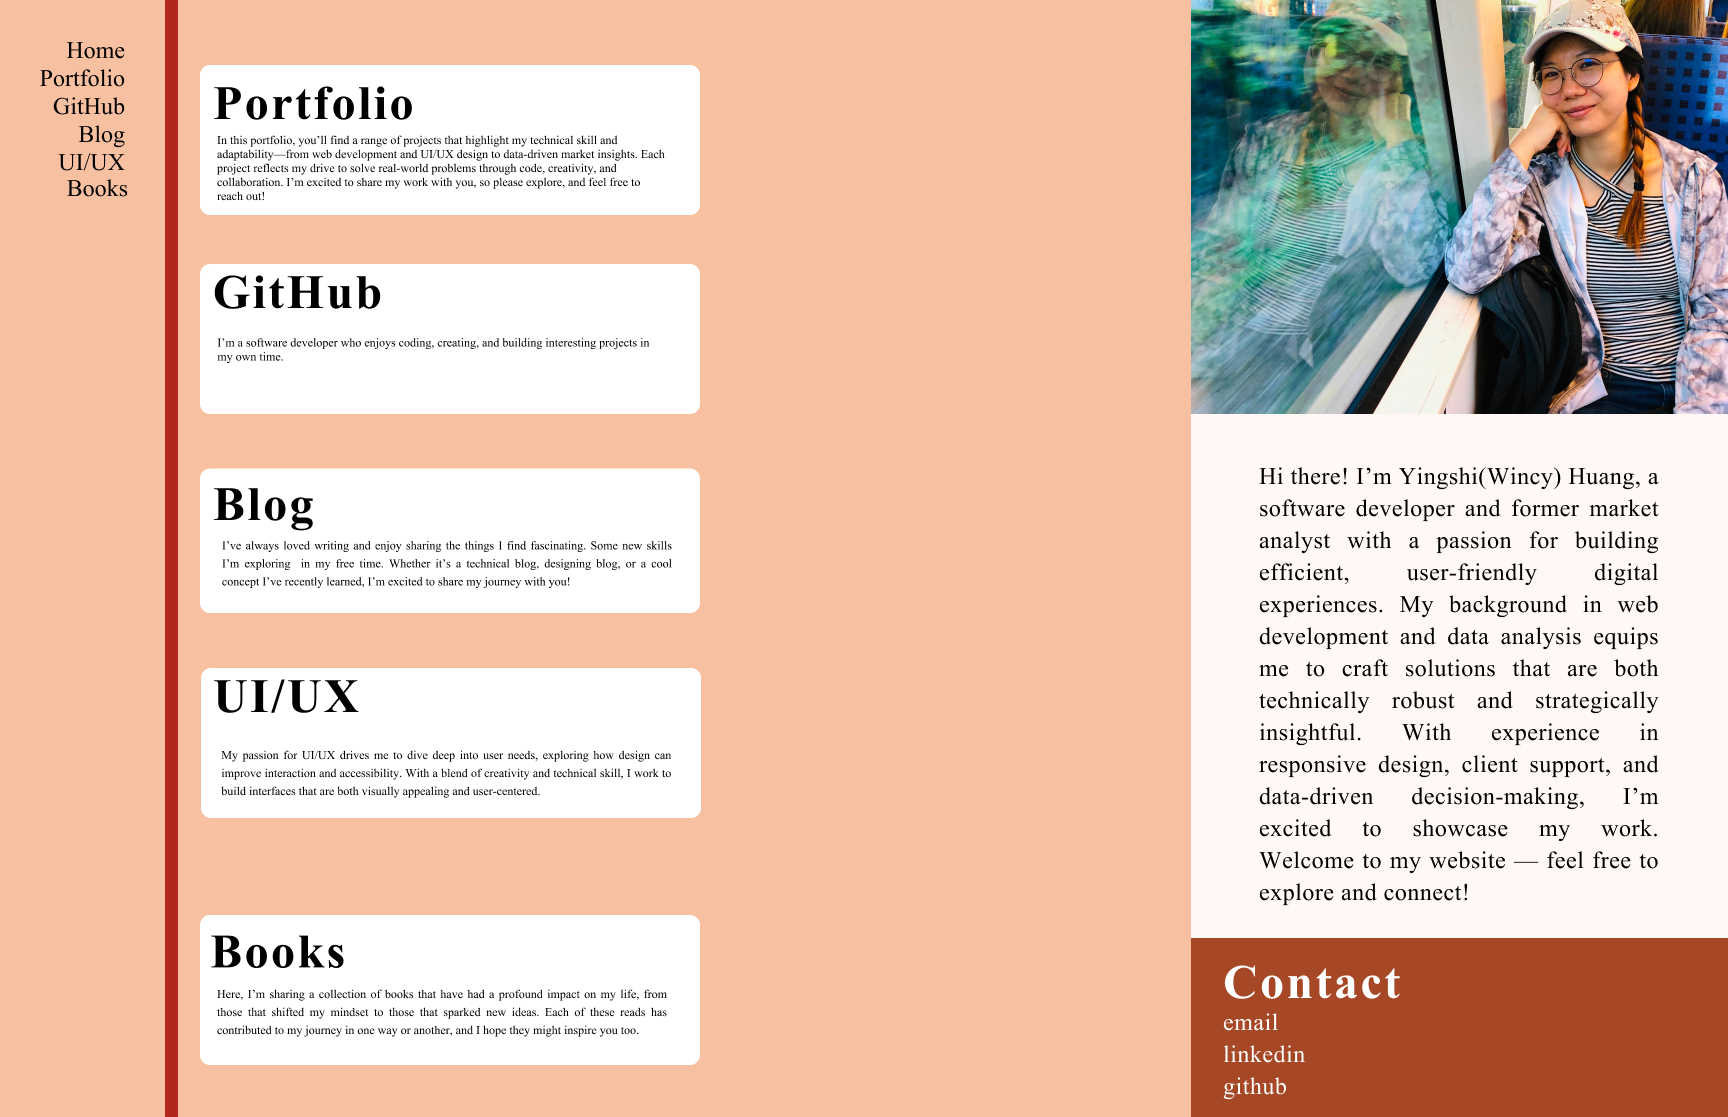 Home
Portfolio
GitHub
Blog
UI/UX
Books
Portfolio
In this portfolio, you’ll find a range of projects that highlight my technical skill and
adaptability—from web development and UI/UX design to data-driven market insights. Each
project reflects my drive to solve real-world problems through code, creativity, and
collaboration. I’m excited to share my work with you, so please explore, and feel free to
reach out!
GitHub
I’m a software developer who enjoys coding, creating, and building interesting projects in
my own time.
Blog
I’ve always loved writing and enjoy sharing the things I find fascinating. Some new skills
I’m exploring  in my free time. Whether it’s a technical blog, designing blog, or a cool
concept I’ve recently learned, I’m excited to share my journey with you!
UI/UX
My passion for UI/UX drives me to dive deep into user needs, exploring how design can
improve interaction and accessibility. With a blend of creativity and technical skill, I work to
build interfaces that are both visually appealing and user-centered.
Books
Here, I’m sharing a collection of books that have had a profound impact on my life, from
those that shifted my mindset to those that sparked new ideas. Each of these reads has
contributed to my journey in one way or another, and I hope they might inspire you too.
Hi there! I’m Yingshi(Wincy) Huang, a
software developer and former market
analyst with a passion for building
efficient, user-friendly digital
experiences. My background in web
development and data analysis equips
me to craft solutions that are both
technically robust and strategically
insightful. With experience in
responsive design, client support, and
data-driven decision-making, I’m
excited to showcase my work.
Welcome to my website — feel free to
explore and connect!
Contact
email
linkedin
github